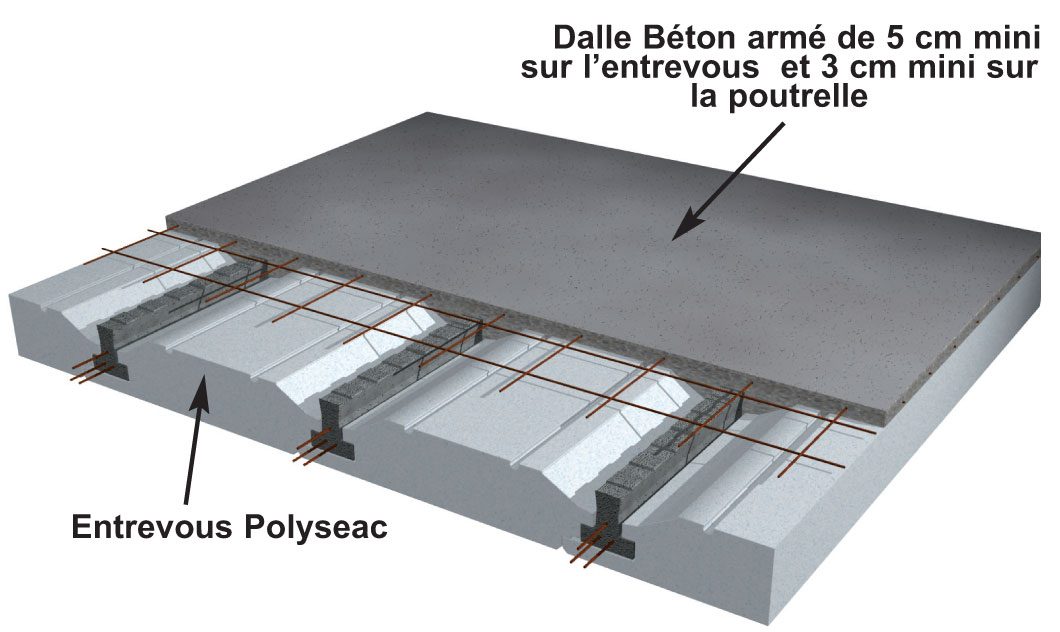 Dalle Béton armé de 5 cm mini
sur l’entrevous  et 3 cm mini sur
la poutrelle
Entrevous Polyseac